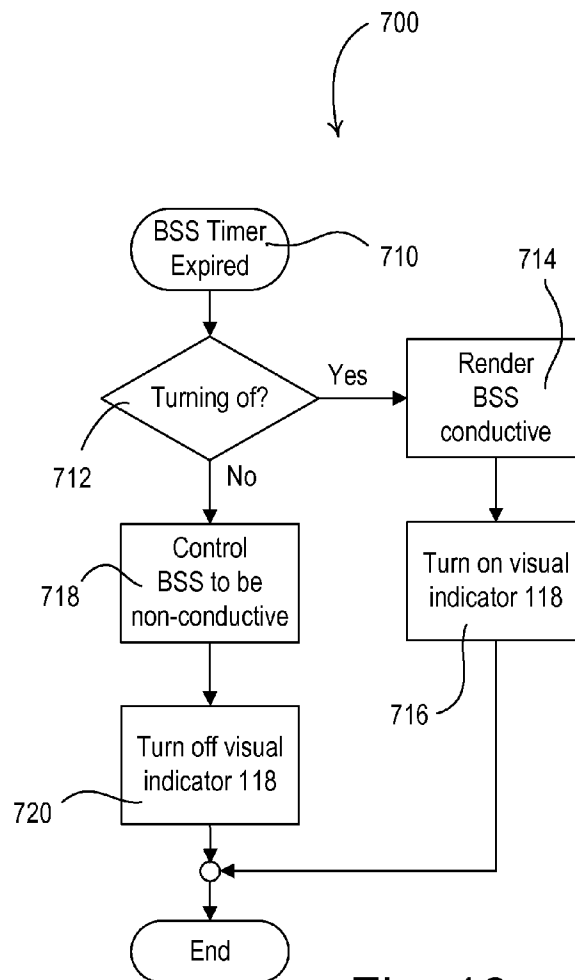 700
BSS Timer
Expired
710
714
Turning of?
Yes
Render
BSS
conductive
712
No
Control
BSS to be
non-conductive
718
Turn on visual
indicator 118
716
Turn off visual
indicator 118
720
End